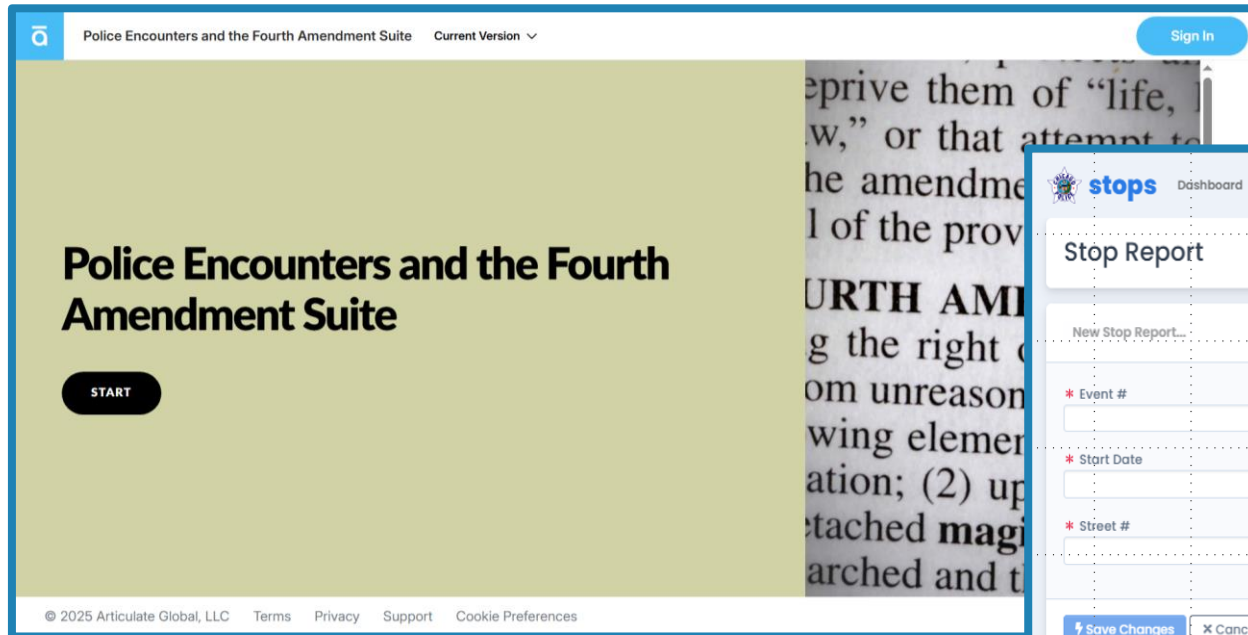 ā Police Encounters and the Fourth Amendment Suite Current Version Sign In
eprive them of “life,
w,” or that attempt to
he amendme
l of the prov
URTH AM
g the right
om unreason
wing elemen
ation; (2) up
etached magi
arched and t
Police Encounters and the Fourth
Amendment Suite
START
© 2025 Articulate Global, LLC Terms Privacy Support Cookie Preferences
stops Dashboard
Stop Report
New Stop Report...
* Event #
* Start Date
* Street #
Save Changes Canc